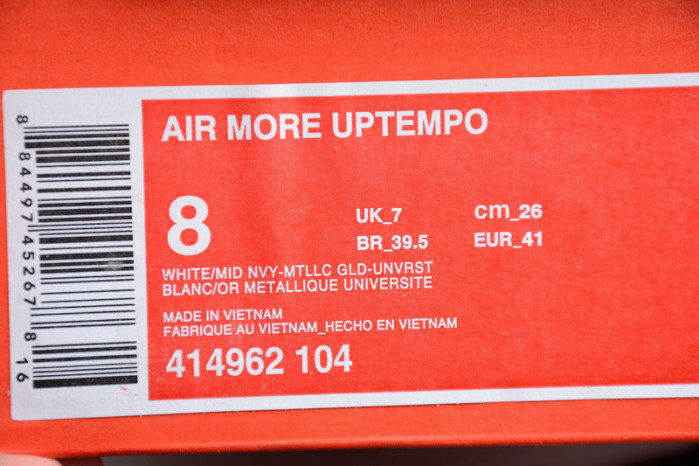 AIR MORE UPTEMPO
8
UK_7 cm_26
BR_39.5 EUR_41
WHITE/MID NVY-MTLLC GLD-UNVRST
BLANC/OR METALLIQUE UNIVERSITE
MADE IN VIETNAM
FABRIQUE AU VIETNAM_HECHO EN VIETNAM
414962 104
8 84497 45267 8 16